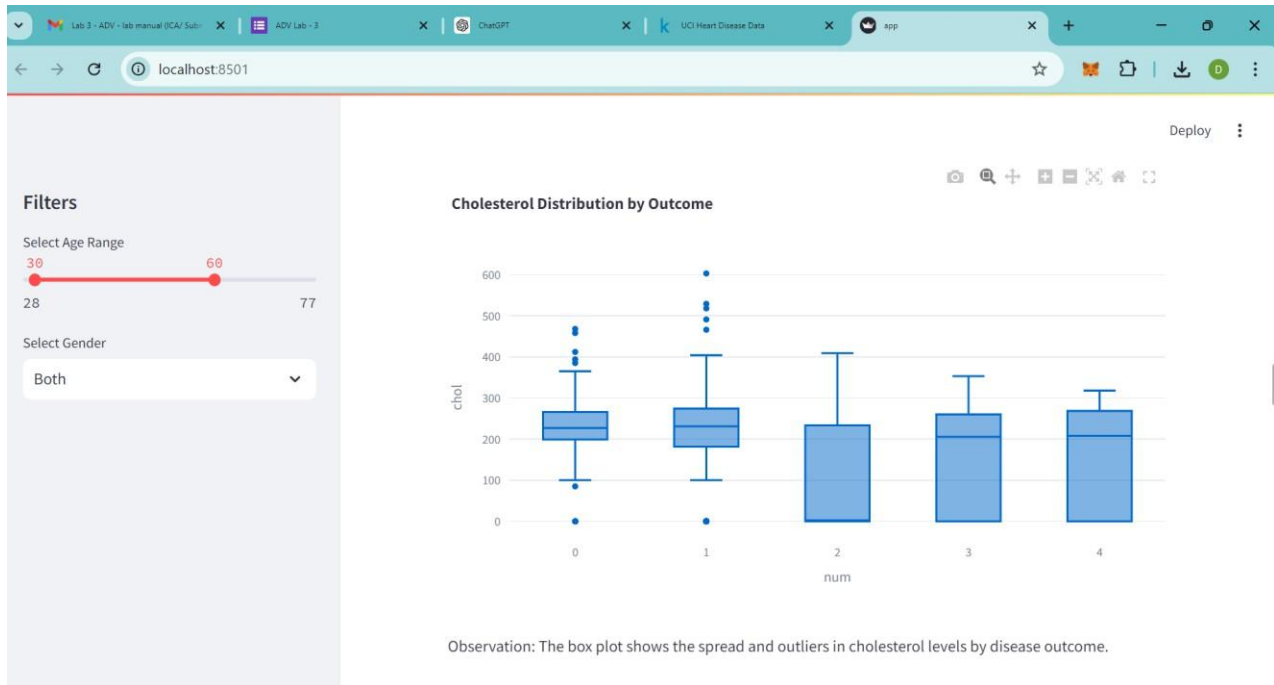 Lab 3 - ADV - lab manual (ICA/ Subm
ADV Lab - 3
ChatGPT
UCI Heart Disease Data
app
localhost:8501
D
Deploy
Filters
Select Age Range
30 60
28 77
Select Gender
Both
Cholesterol Distribution by Outcome
600
500
400
300
200
100
0
chol
0 1 2 3 4
num
Observation: The box plot shows the spread and outliers in cholesterol levels by disease outcome.